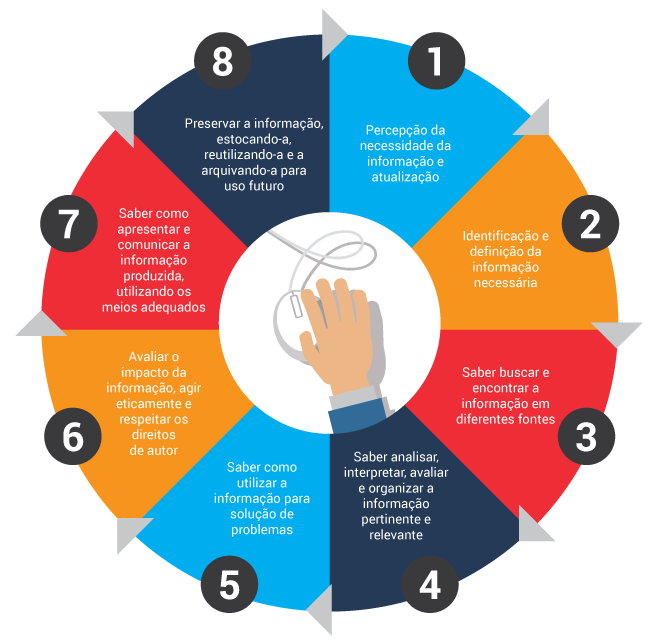 1
Percepção da
necessidade da
informação e
atualização
2
Identificação e
definição da
informação
necessária
3
Saber buscar e
encontrar a
informação em
diferentes fontes
4
Saber analisar,
interpretar, avaliar
e organizar a
informação
pertinente e
relevante
5
Saber como
utilizar a
informação para
solução de
problemas
6
Avaliar o
impacto da
informação, agir
eticamente e
respeitar os
direitos
de autor
7
Saber como
apresentar e
comunicar a
informação
produzida,
utilizando os
meios adequados
8
Preservar a informação,
estocando-a,
reutilizando-a e a
arquivando-a para
uso futuro